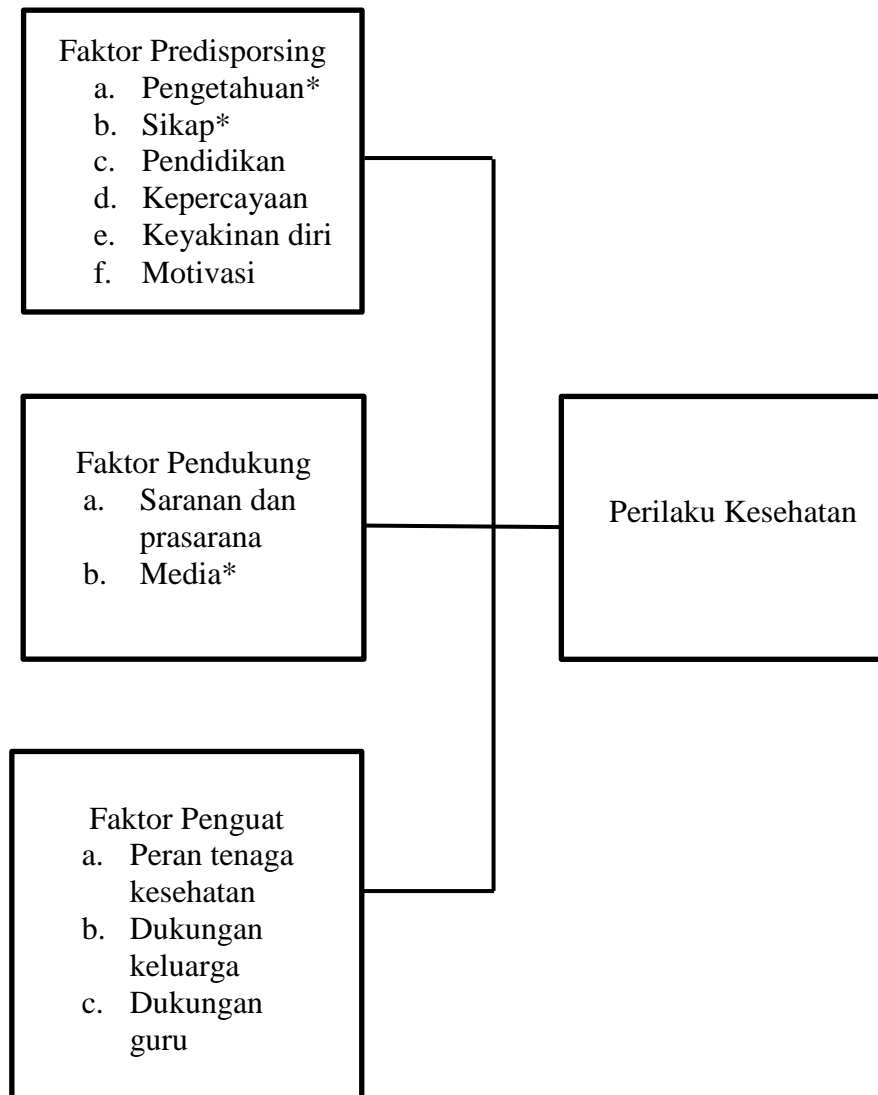 Faktor Predisporsing
a. Pengetahuan*
b. Sikap*
c. Pendidikan
d. Kepercayaan
e. Keyakinan diri
f. Motivasi
Faktor Pendukung
a. Saranan dan
prasarana
b. Media*
Perilaku Kesehatan
Faktor Penguat
a. Peran tenaga
kesehatan
b. Dukungan
keluarga
c. Dukungan
guru